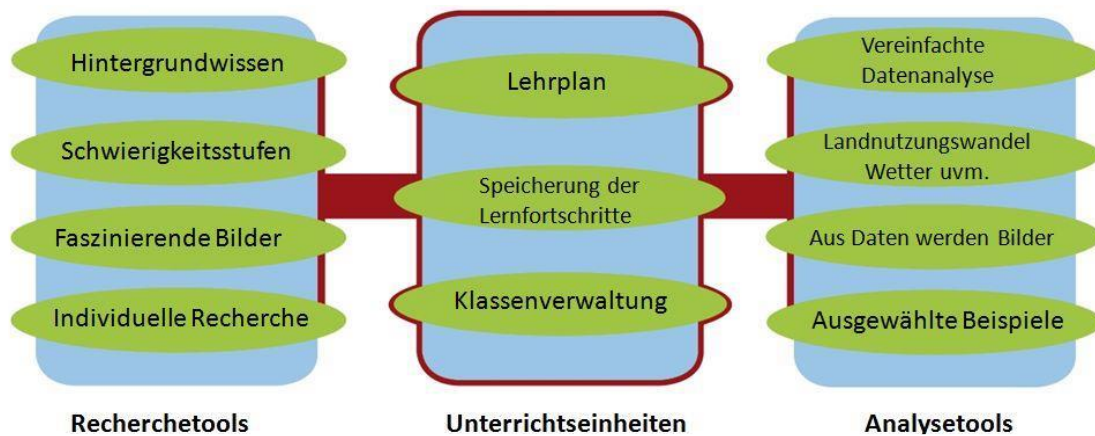 Hintergrundwissen
Schwierigkeitsstufen
Faszinierende Bilder
Individuelle Recherche
Recherchetools
Lehrplan
Speicherung der
Lernfortschritte
Klassenverwaltung
Unterrichtseinheiten
Vereinfachte
Datenanalyse
Landnutzungswandel
Wetter uvm.
Aus Daten werden Bilder
Ausgewählte Beispiele
Analysetools